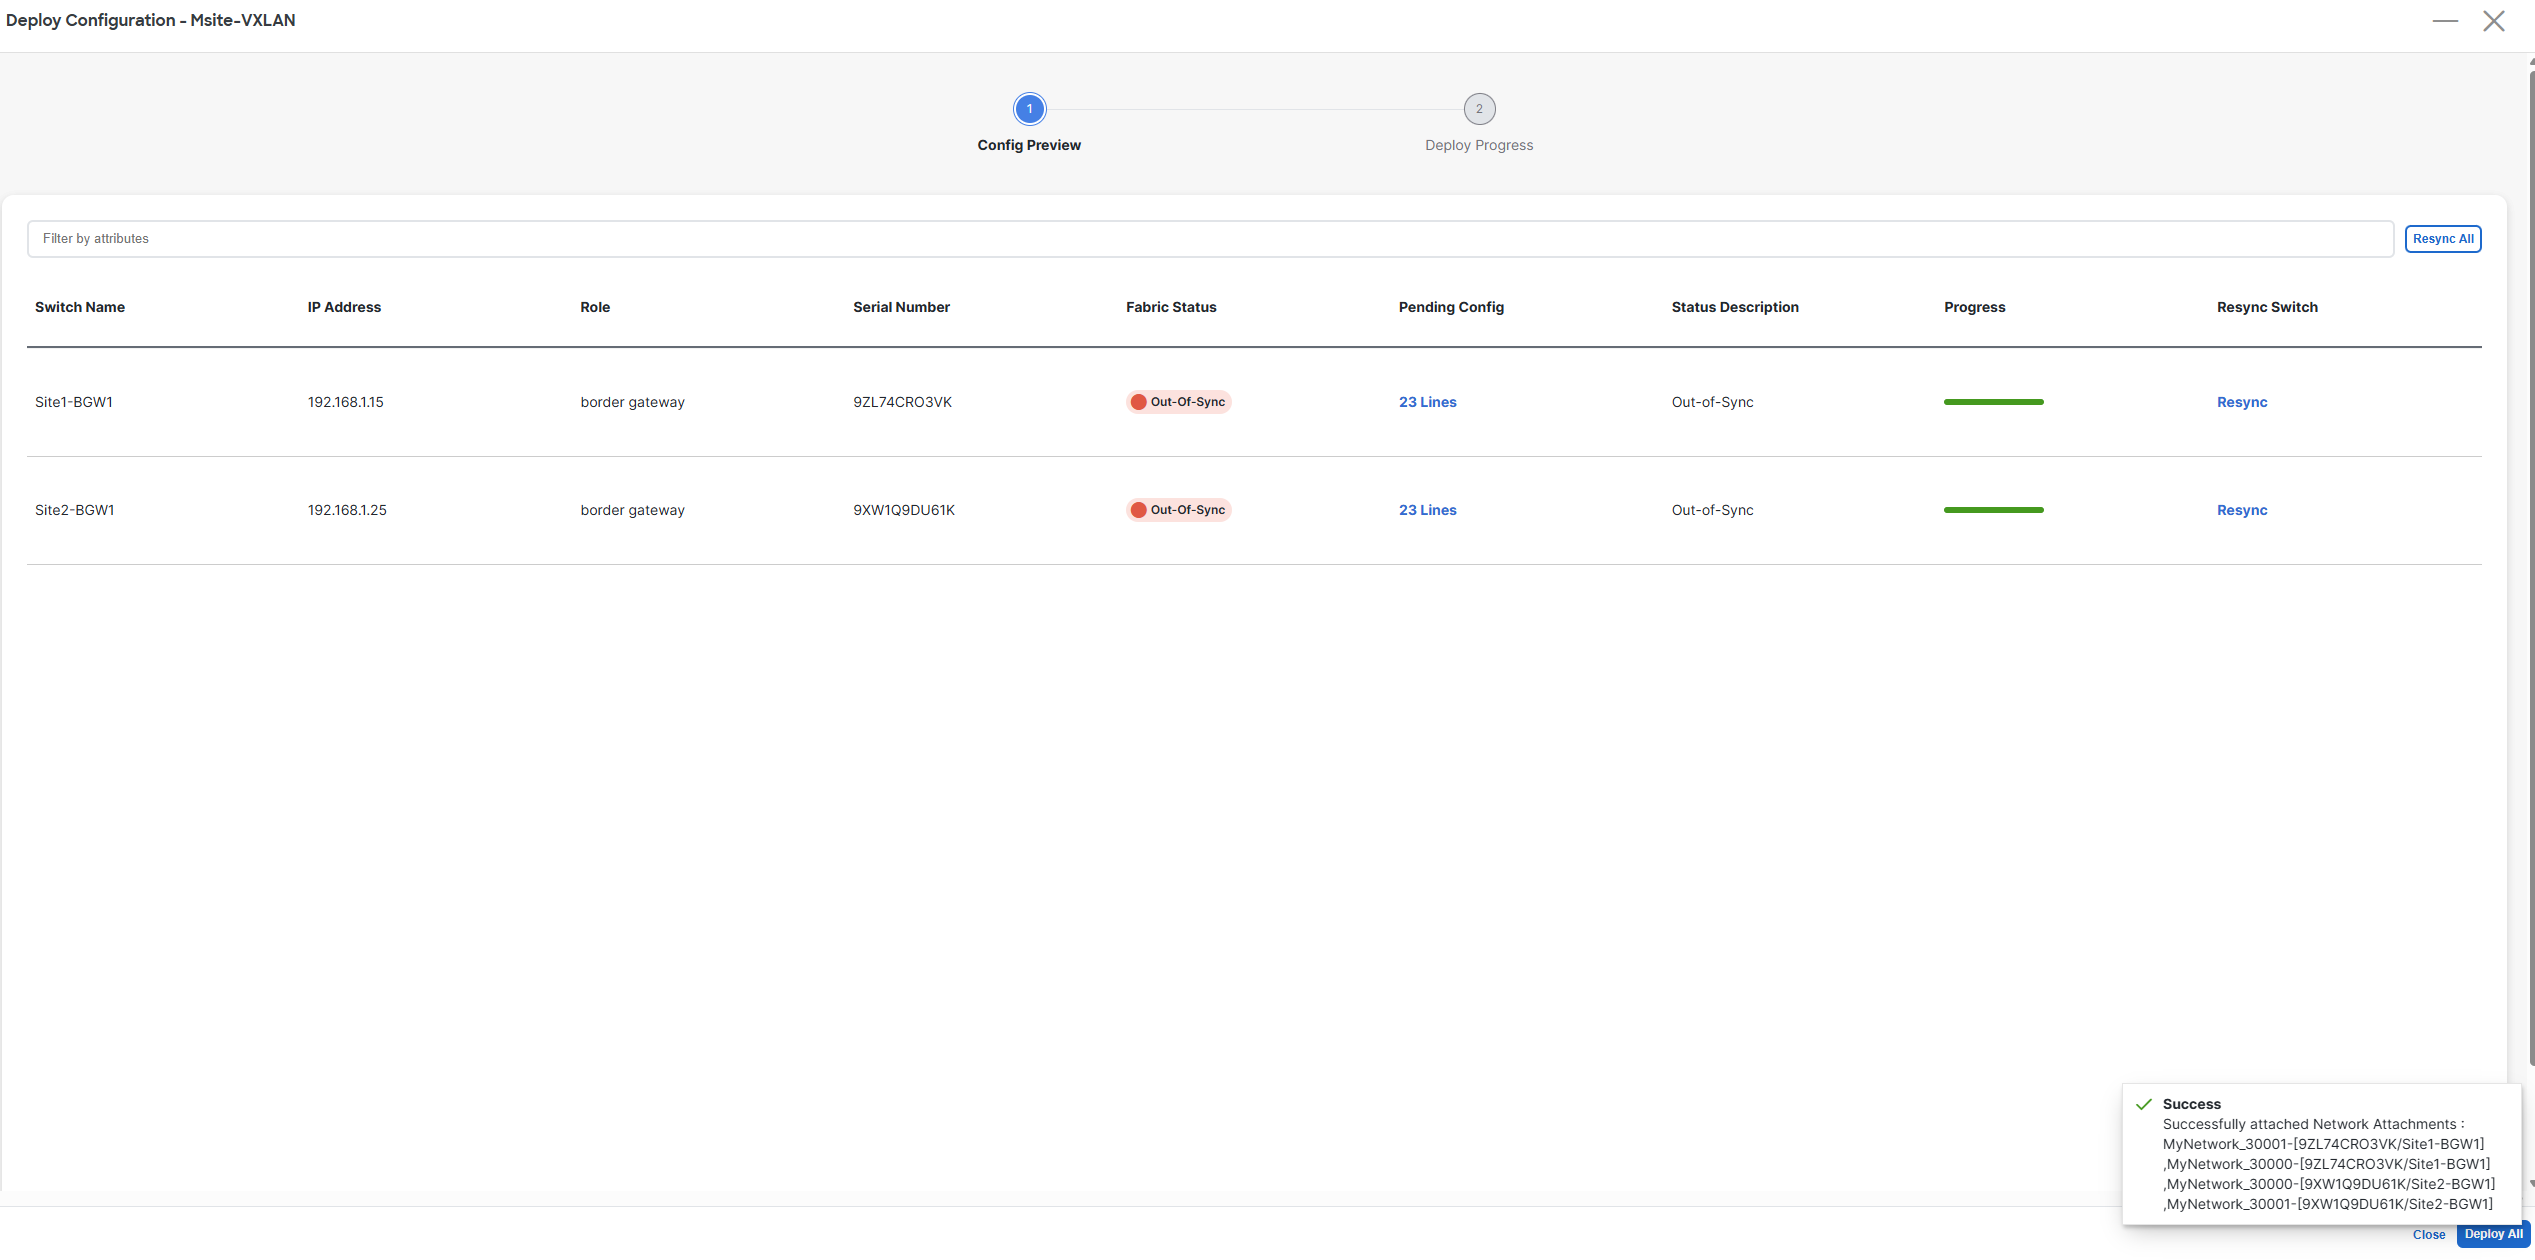 Deploy Configuration - Msite-VXLAN
1
2
Config Preview
Deploy Progress
Filter by attributes
Resync All
Switch Name IP Address Role Serial Number Fabric Status Pending Config Status Description Progress Resync Switch
Site1-BGW1 192.168.1.15 border gateway 9ZL74CRO3VK Out-Of-Sync 23 Lines Out-of-Sync Resync
Site2-BGW1 192.168.1.25 border gateway 9XW1Q9DU61K Out-Of-Sync 23 Lines Out-of-Sync Resync
Success
Successfully attached Network Attachments :
MyNetwork_30001-[9ZL74CRO3VK/Site1-BGW1]
,MyNetwork_30000-[9ZL74CRO3VK/Site1-BGW1]
,MyNetwork_30000-[9XW1Q9DU61K/Site2-BGW1]
,MyNetwork_30001-[9XW1Q9DU61K/Site2-BGW1]
Close
Deploy All